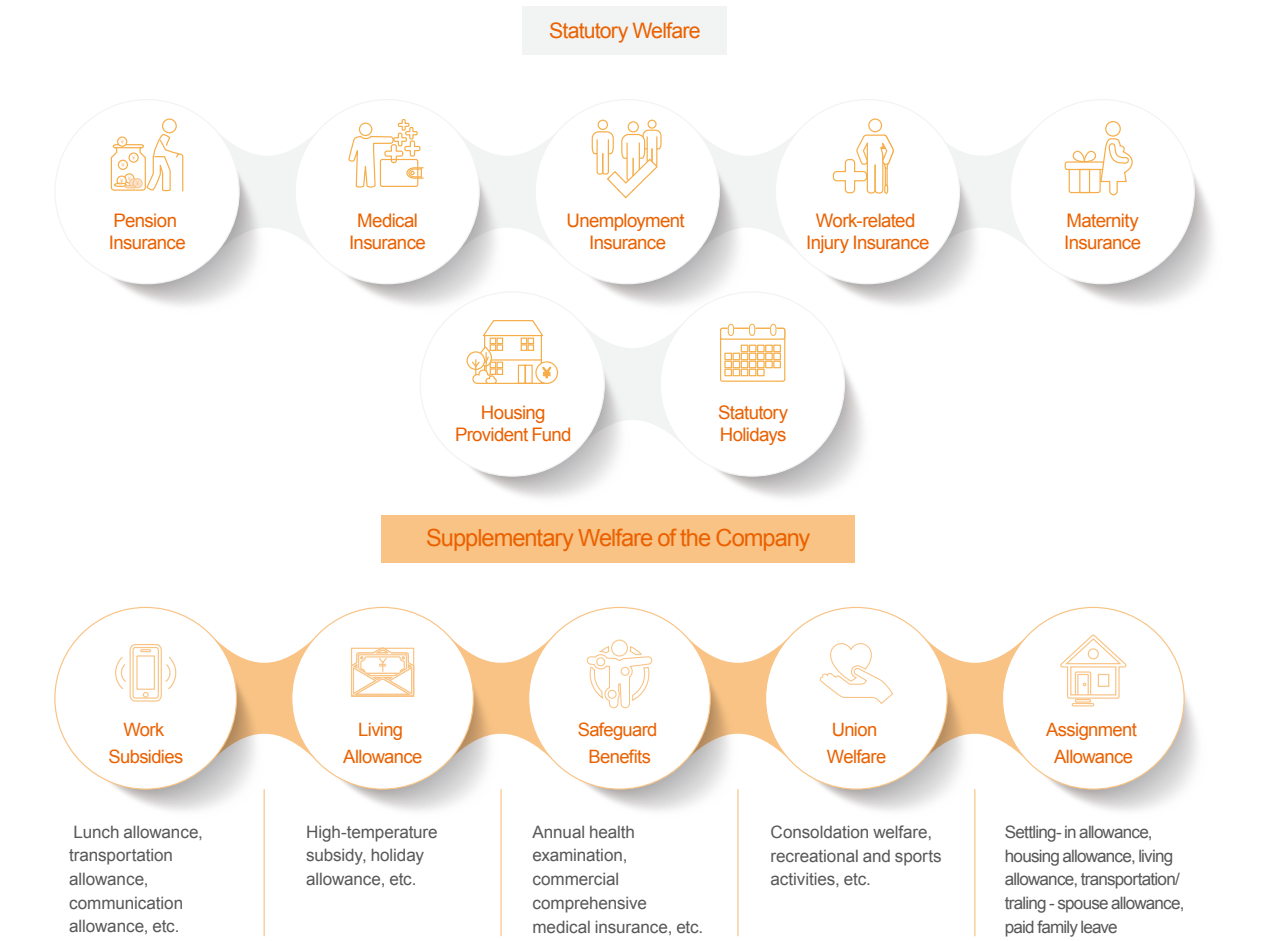 Statutory Welfare
Pension
Insurance
Medical
Insurance
Unemployment
Insurance
Work-related
Injury Insurance
Maternity
Insurance
Housing
Provident Fund
Statutory
Holidays
Supplementary Welfare of the Company
Work
Subsidies
Living
Allowance
Safeguard
Benefits
Union
Welfare
Assignment
Allowance
Lunch allowance,
transportation
allowance,
communication
allowance, etc.
High-temperature
subsidy, holiday
allowance, etc.
Annual health
examination,
commercial
comprehensive
medical insurance, etc.
Consoldation welfare,
recreational and sports
activities, etc.
Settling- in allowance,
housing allowance, living
allowance, transportation/
traling - spouse allowance,
paid family leave